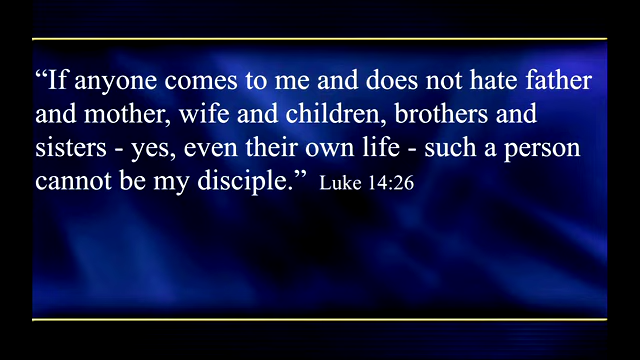 “If anyone comes to me and does not hate father
and mother, wife and children, brothers and
sisters - yes, even their own life - such a person
cannot be my disciple.” Luke 14:26